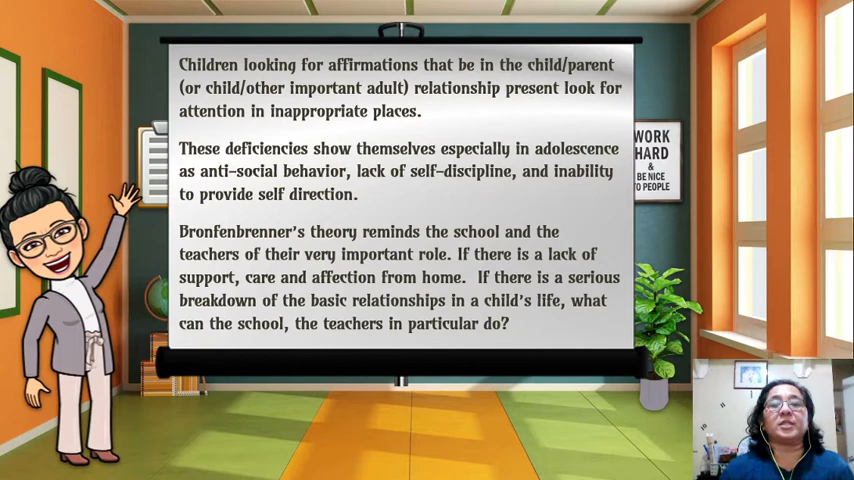 Children looking for affirmations that be in the child/parent
(or child/other important adult) relationship present look for
attention in inappropriate places.
These deficiencies show themselves especially in adolescence
as anti-social behavior, lack of self-discipline, and inability
to provide self direction.
Bronfenbrenner's theory reminds the school and the
teachers of their very important role. If there is a lack of
support, care and affection from home.  If there is a serious
breakdown of the basic relationships in a child's life, what
can the school, the teachers in particular do?
WORK
HARD
& BE NICE
TO PEOPLE